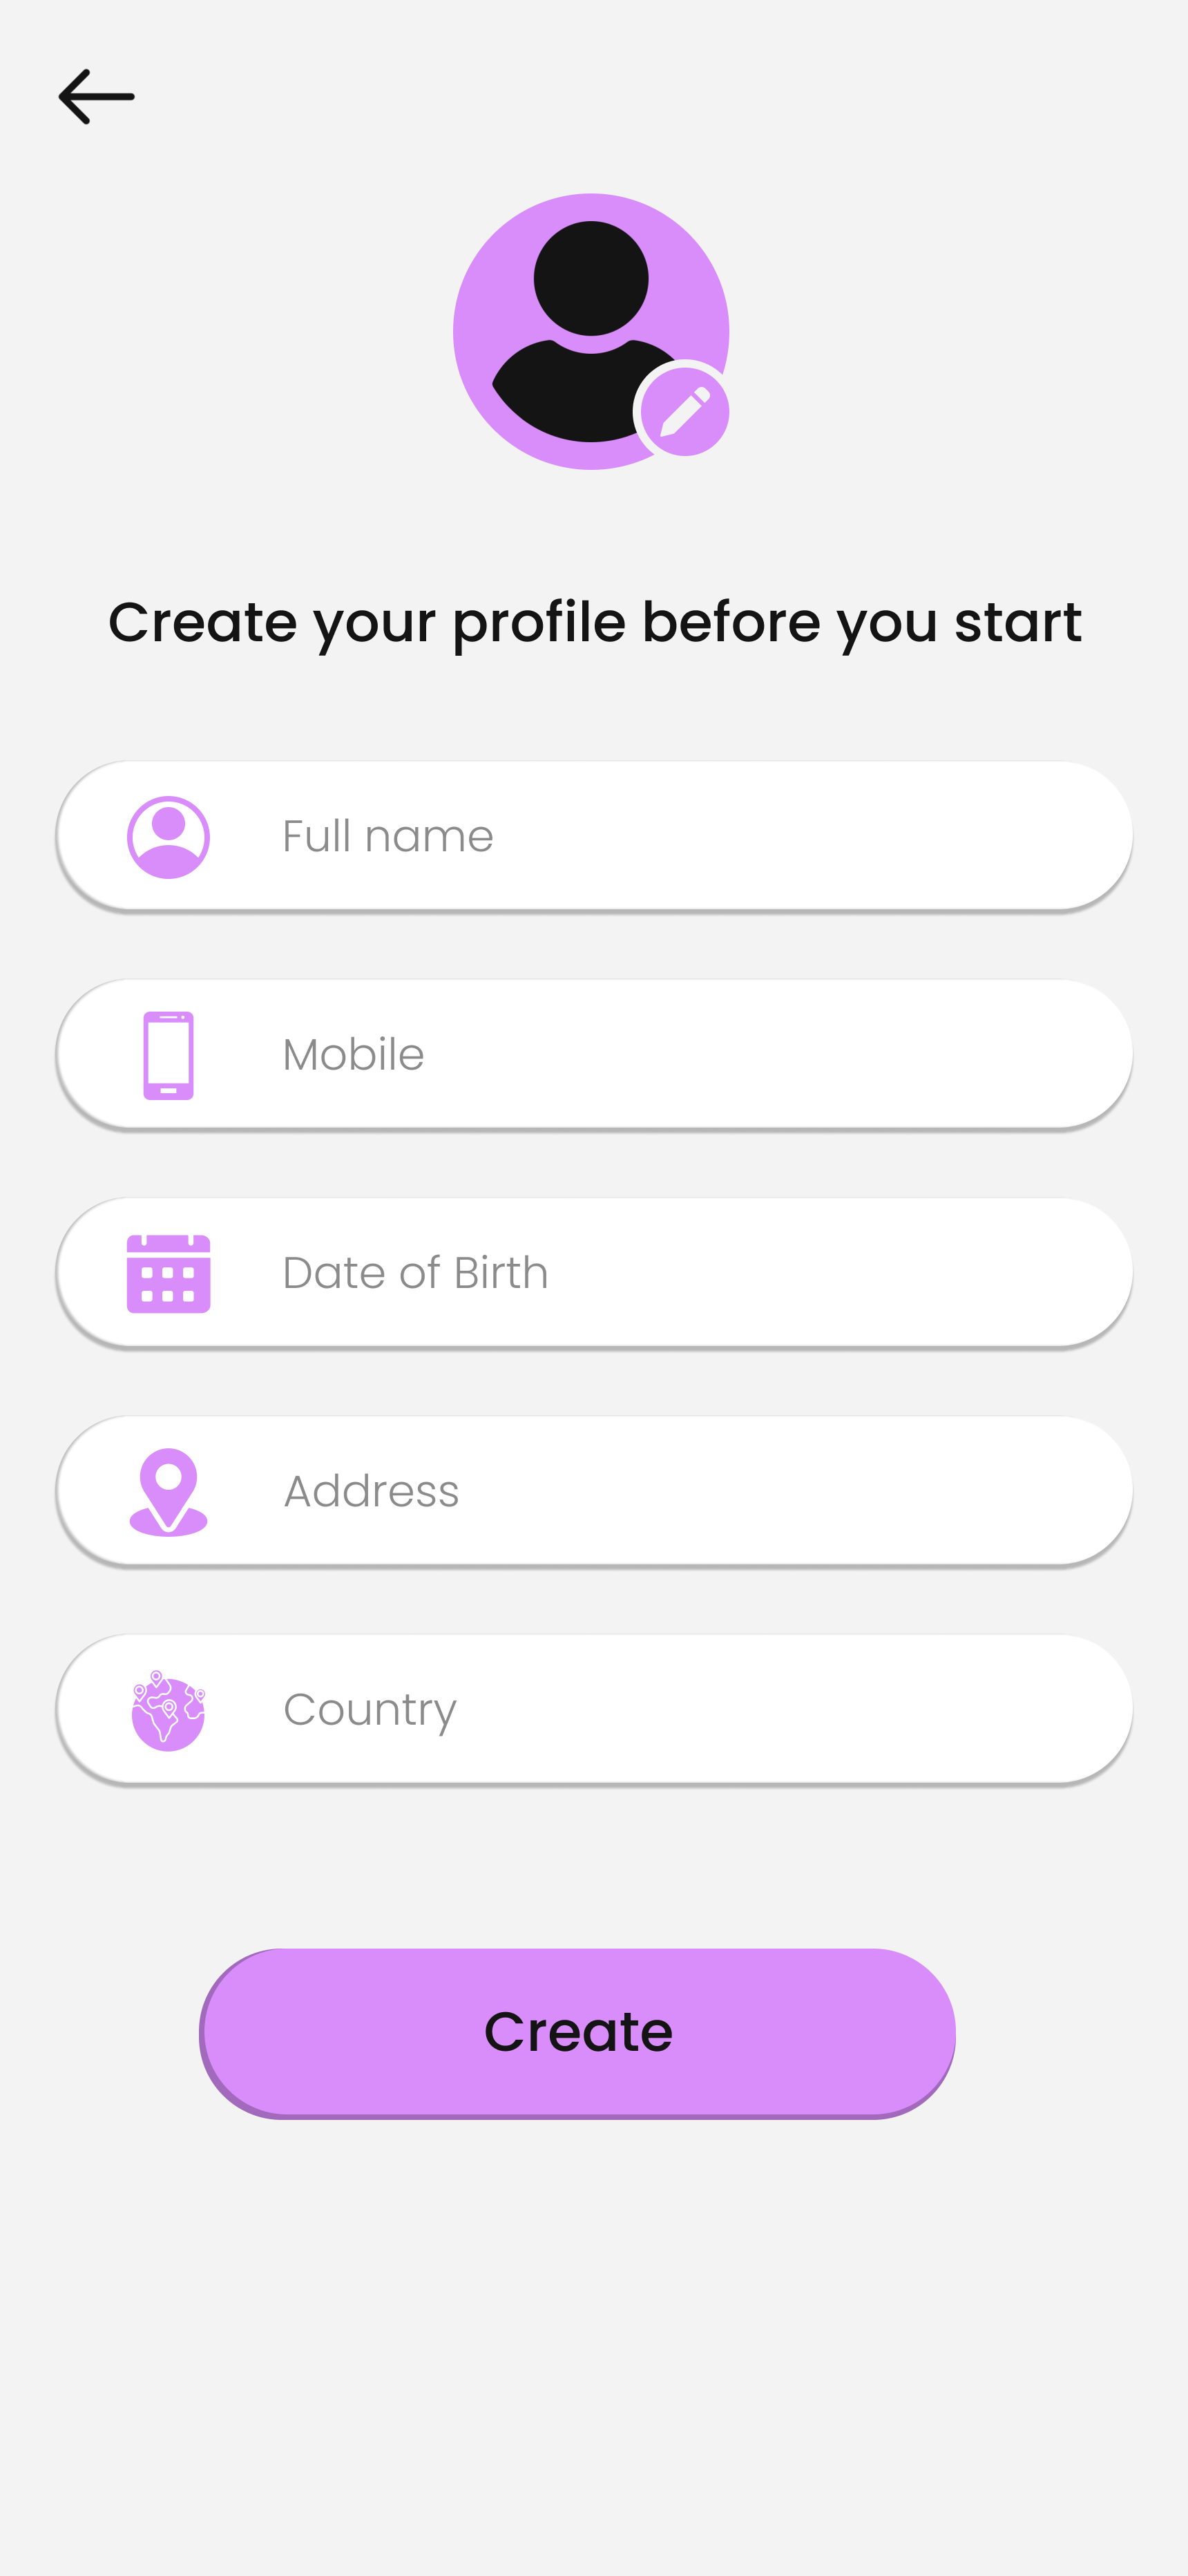 Create your profile before you start
Full name
Mobile
Date of Birth
Address
Country
Create